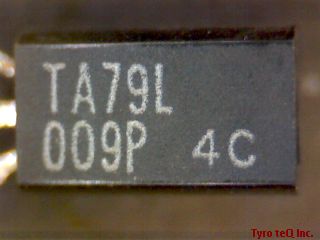 TA79L
009P 4C
Tyro teQ Inc.